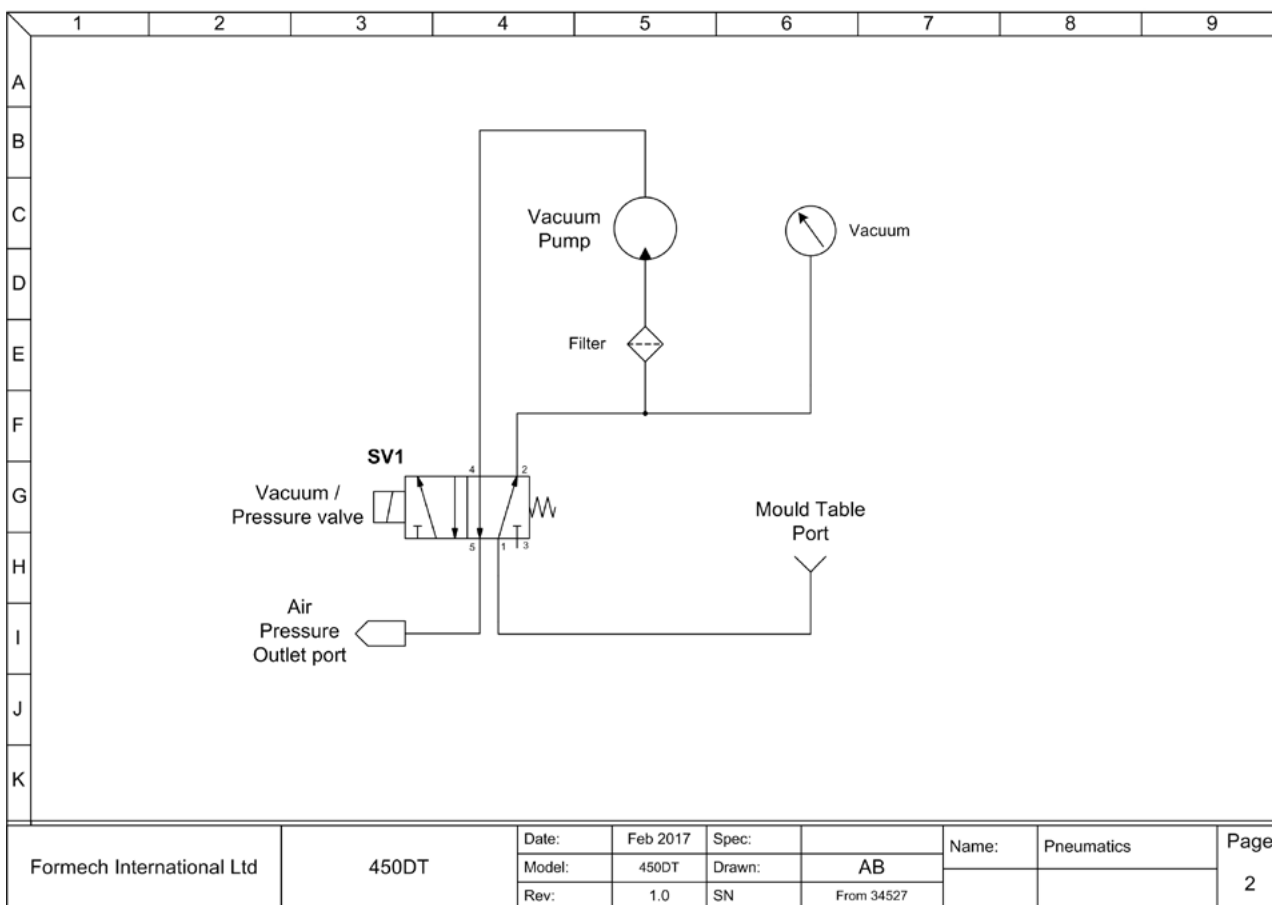 1 2 3 4 5 6 7 8 9
A
B
C
D
E
F
G
H
I
J
K
Vacuum
Pump
Vacuum
Filter
SV1
4 2
Vacuum /
Pressure valve
5 1 3
Mould Table
Port
Air
Pressure
Outlet port
Formech International Ltd
450DT
Date: Feb 2017 Spec:
Model: 450DT Drawn: AB
Rev: 1.0 SN From 34527
Name: Pneumatics
Page
2